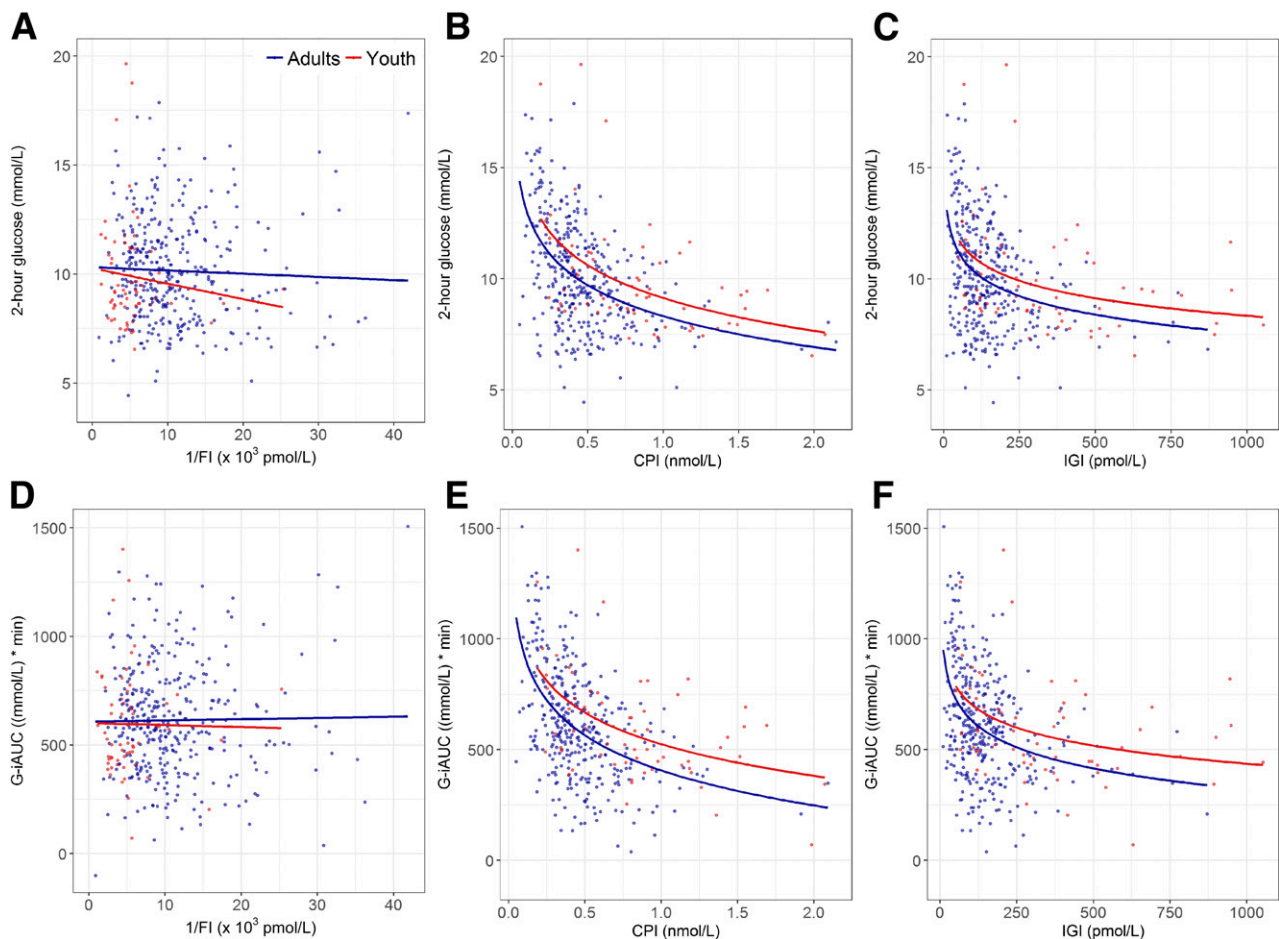 A
B
C
Adults Youth
20
15
10
5
2-hour glucose (mmol/L)
0 10 20 30 40
1/FI (x 10³ pmol/L)
20
15
10
5
2-hour glucose (mmol/L)
0.0 0.5 1.0 1.5 2.0
CPI (nmol/L)
20
15
10
5
2-hour glucose (mmol/L)
0 250 500 750 1000
IGI (pmol/L)
D
E
F
1500
1000
500
0
G-iAUC ((mmol/L) * min)
0 10 20 30 40
1/FI (x 10³ pmol/L)
1500
1000
500
0
G-iAUC ((mmol/L) * min)
0.0 0.5 1.0 1.5 2.0
CPI (nmol/L)
1500
1000
500
0
G-iAUC ((mmol/L) * min)
0 250 500 750 1000
IGI (pmol/L)